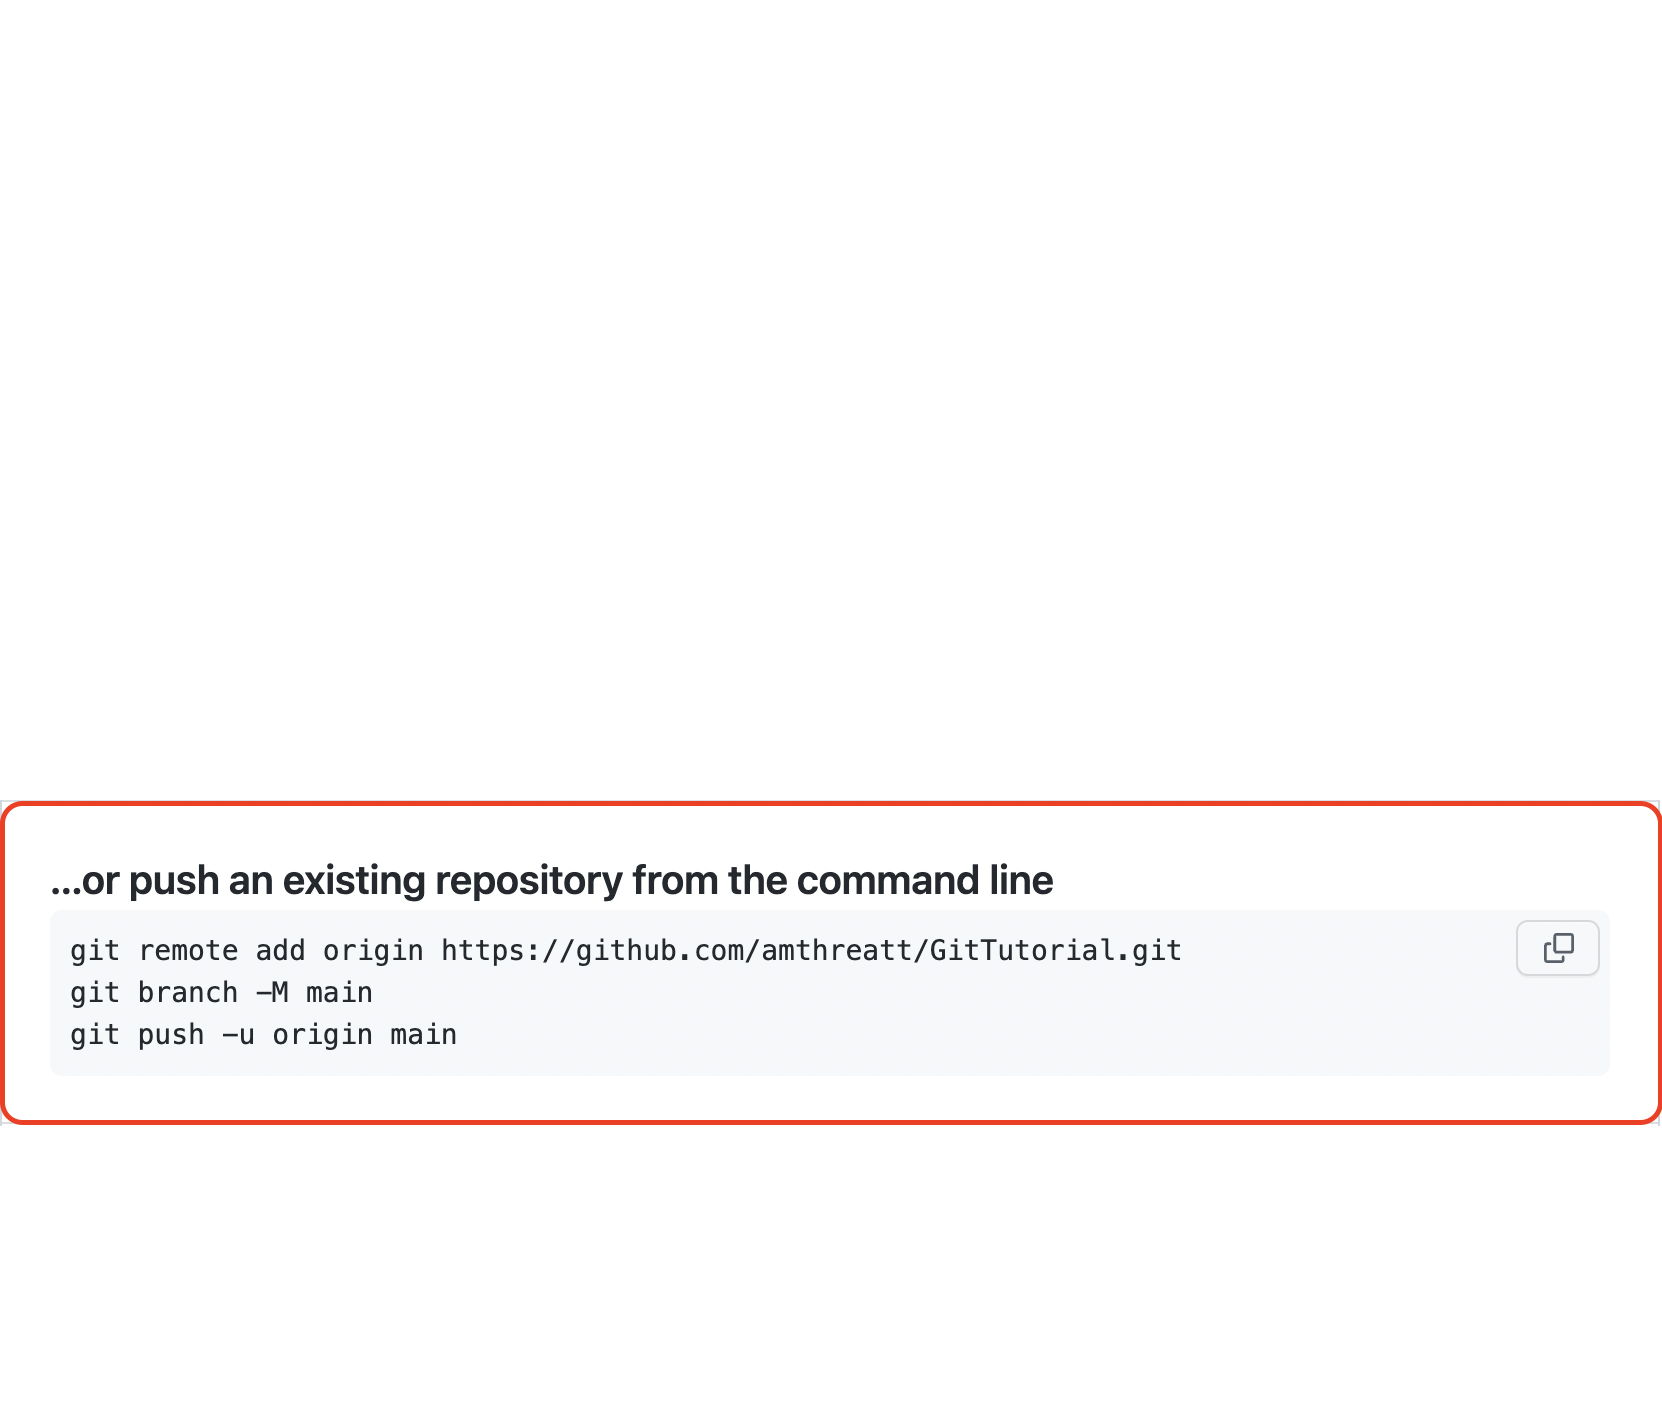 ...or push an existing repository from the command line
git remote add origin https://github.com/amthreatt/GitTutorial.git
git branch -M main
git push -u origin main